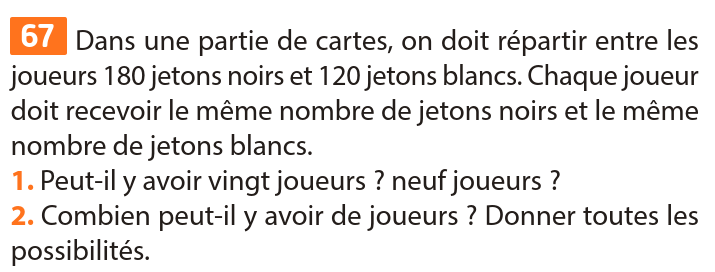 67 Dans une partie de cartes, on doit répartir entre les
joueurs 180 jetons noirs et 120 jetons blancs. Chaque joueur
doit recevoir le même nombre de jetons noirs et le même
nombre de jetons blancs.
1. Peut-il y avoir vingt joueurs ? neuf joueurs ?
2. Combien peut-il y avoir de joueurs ? Donner toutes les
possibilités.